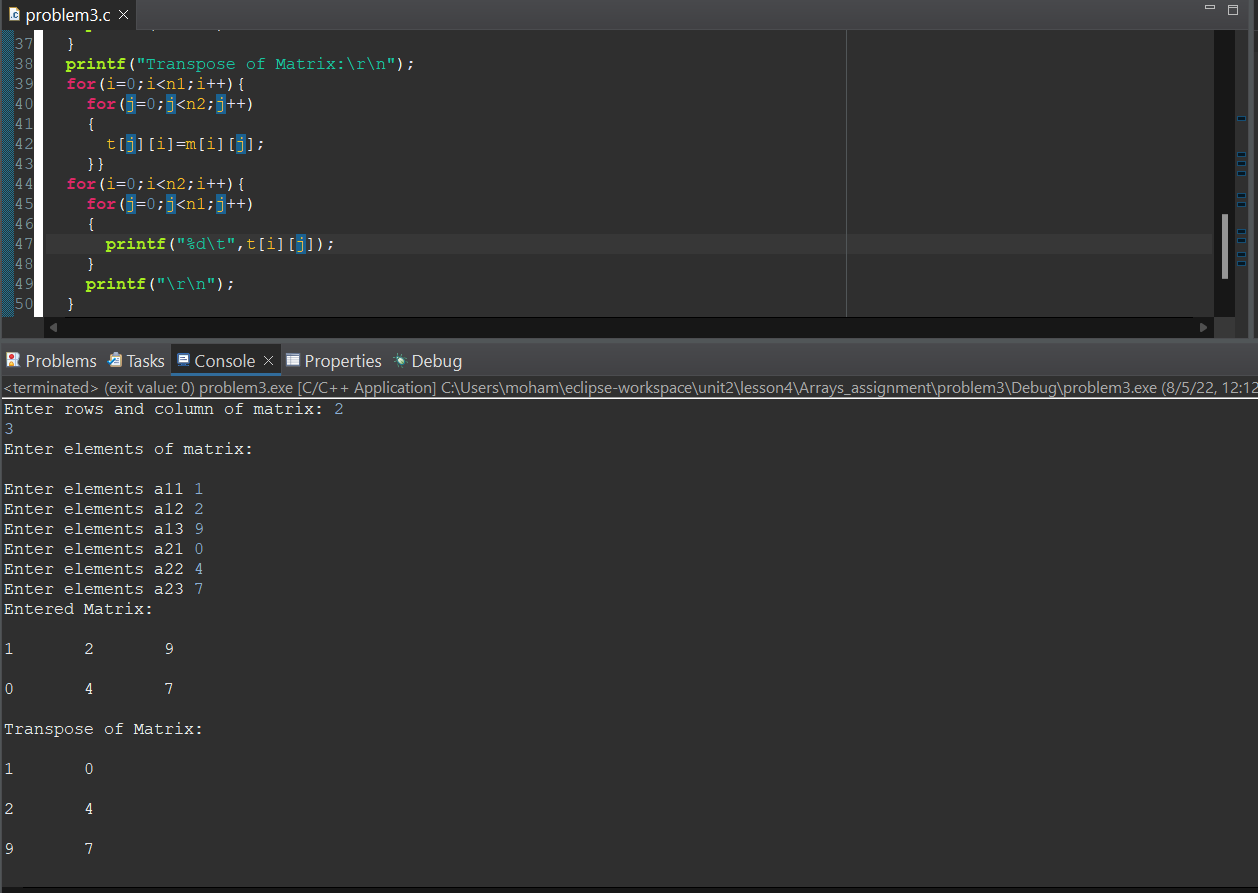 problem3.c
37 }
38 printf("Transpose of Matrix:\r\n");
39 for(i=0;i<n1;i++){
40 for(j=0;j<n2;j++)
41 {
42 t[j][i]=m[i][j];
43 }}
44 for(i=0;i<n2;i++){
45 for(j=0;j<n1;j++)
46 {
47 printf("%d\t",t[i][j]);
48 }
49 printf("\r\n");
50 }
Problems Tasks Console Properties Debug
<terminated> (exit value: 0) problem3.exe [C/C++ Application] C:\Users\moham\eclipse-workspace\unit2\lesson4\Arrays_assignment\problem3\Debug\problem3.exe (8/5/22, 12:12
Enter rows and column of matrix: 2
3
Enter elements of matrix:
Enter elements a11 1
Enter elements a12 2
Enter elements a13 9
Enter elements a21 0
Enter elements a22 4
Enter elements a23 7
Entered Matrix:
1 2 9
0 4 7
Transpose of Matrix:
1 0
2 4
9 7